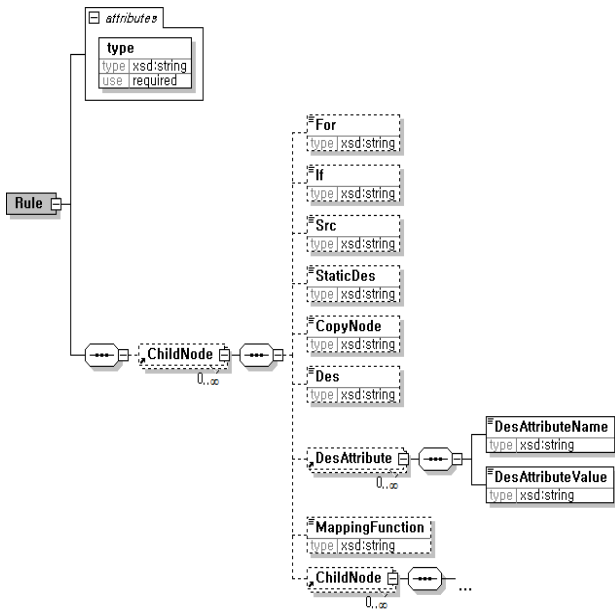 attributes
type
type xsd:string
use required
For
type xsd:string
If
type xsd:string
Rule
Src
type xsd:string
StaticDes
type xsd:string
ChildNode
0..∞
CopyNode
type xsd:string
Des
type xsd:string
DesAttribute
0..∞
DesAttributeName
type xsd:string
DesAttributeValue
type xsd:string
MappingFunction
type xsd:string
ChildNode
0..∞
...